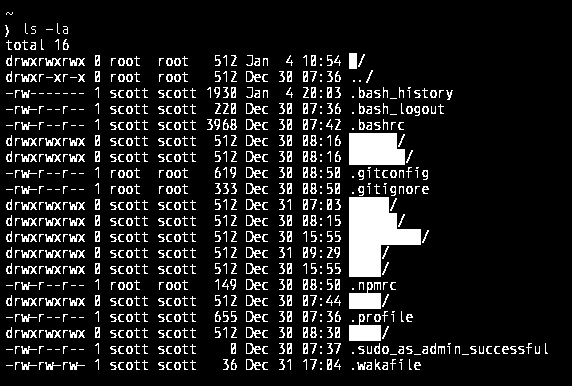 ~
❯ ls -la
total 16
drwxrwxrwx 0 root root 512 Jan 4 10:54 /
drwxr-xr-x 0 root root 512 Dec 30 07:36 ../
-rw------- 1 scott scott 1930 Jan 4 20:03 .bash_history
-rw-r--r-- 1 scott scott 220 Dec 30 07:36 .bash_logout
-rw-r--r-- 1 scott scott 3968 Dec 30 07:42 .bashrc
drwxrwxrwx 0 scott scott 512 Dec 30 08:16 /
drwxrwxrwx 0 scott scott 512 Dec 30 08:16 /
-rw-r--r-- 1 root root 619 Dec 30 08:50 .gitconfig
-rw-r--r-- 1 root root 333 Dec 30 08:50 .gitignore
drwxrwxrwx 0 scott scott 512 Dec 31 07:03 /
drwxrwxrwx 0 scott scott 512 Dec 30 08:15 /
drwxrwxrwx 0 scott scott 512 Dec 30 15:55 /
drwxrwxrwx 0 scott scott 512 Dec 31 09:29 /
drwxrwxrwx 0 scott scott 512 Dec 30 15:55 /
-rw-r--r-- 1 root root 149 Dec 30 08:50 .npmrc
drwxrwxrwx 0 scott scott 512 Dec 30 07:44 /
-rw-r--r-- 1 scott scott 655 Dec 30 07:36 .profile
drwxrwxrwx 0 scott scott 512 Dec 30 08:30 /
-rw-r--r-- 1 scott scott 0 Dec 30 07:37 .sudo_as_admin_successful
-rw-rw-rw- 1 scott scott 36 Dec 31 17:04 .wakafile